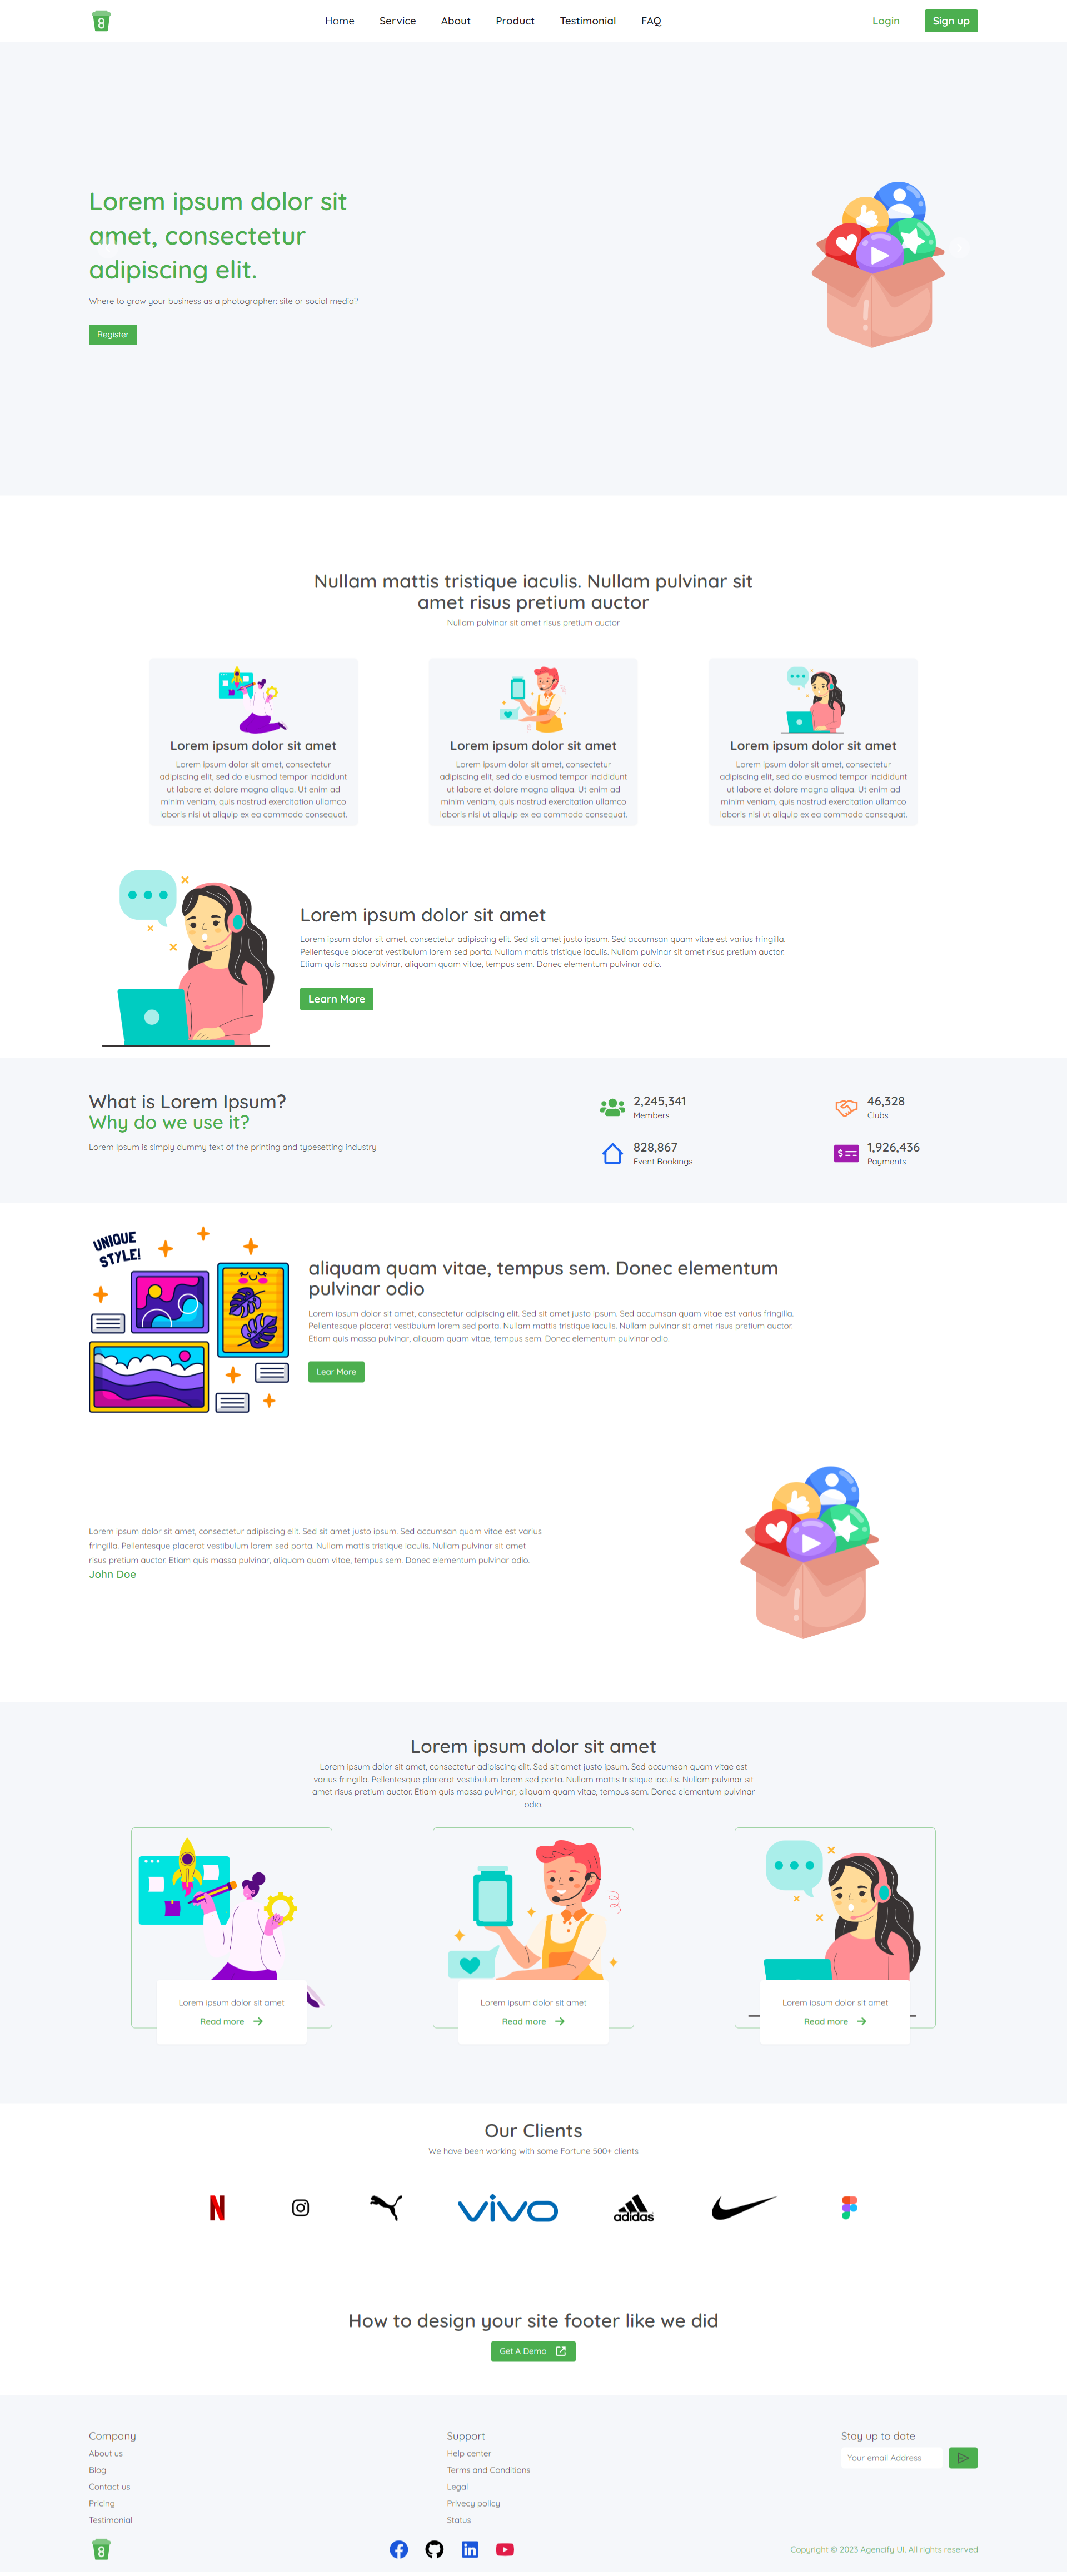 8
Home Service About Product Testimonial FAQ
Login Sign up
Lorem ipsum dolor sit
amet, consectetur
adipiscing elit.
Where to grow your business as a photographer: site or social media?
Register
Nullam mattis tristique iaculis. Nullam pulvinar sit
amet risus pretium auctor
Nullam pulvinar sit amet risus pretium auctor
Lorem ipsum dolor sit amet
Lorem ipsum dolor sit amet, consectetur
adipiscing elit, sed do eiusmod tempor incididunt
ut labore et dolore magna aliqua. Ut enim ad
minim veniam, quis nostrud exercitation ullamco
laboris nisi ut aliquip ex ea commodo consequat.
Lorem ipsum dolor sit amet
Lorem ipsum dolor sit amet, consectetur
adipiscing elit, sed do eiusmod tempor incididunt
ut labore et dolore magna aliqua. Ut enim ad
minim veniam, quis nostrud exercitation ullamco
laboris nisi ut aliquip ex ea commodo consequat.
Lorem ipsum dolor sit amet
Lorem ipsum dolor sit amet, consectetur
adipiscing elit, sed do eiusmod tempor incididunt
ut labore et dolore magna aliqua. Ut enim ad
minim veniam, quis nostrud exercitation ullamco
laboris nisi ut aliquip ex ea commodo consequat.
Lorem ipsum dolor sit amet
Lorem ipsum dolor sit amet, consectetur adipiscing elit. Sed sit amet justo ipsum. Sed accumsan quam vitae est varius fringilla.
Pellentesque placerat vestibulum lorem sed porta. Nullam mattis tristique iaculis. Nullam pulvinar sit amet risus pretium auctor.
Etiam quis massa pulvinar, aliquam quam vitae, tempus sem. Donec elementum pulvinar odio.
Learn More
What is Lorem Ipsum?
Why do we use it?
Lorem Ipsum is simply dummy text of the printing and typesetting industry
2,245,341
Members
46,328
Clubs
828,867
Event Bookings
$
1,926,436
Payments
UNIQUE
STYLE!
aliquam quam vitae, tempus sem. Donec elementum
pulvinar odio
Lorem ipsum dolor sit amet, consectetur adipiscing elit. Sed sit amet justo ipsum. Sed accumsan quam vitae est varius fringilla.
Pellentesque placerat vestibulum lorem sed porta. Nullam mattis tristique iaculis. Nullam pulvinar sit amet risus pretium auctor.
Etiam quis massa pulvinar, aliquam quam vitae, tempus sem. Donec elementum pulvinar odio.
Lear More
Lorem ipsum dolor sit amet, consectetur adipiscing elit. Sed sit amet justo ipsum. Sed accumsan quam vitae est varius
fringilla. Pellentesque placerat vestibulum lorem sed porta. Nullam mattis tristique iaculis. Nullam pulvinar sit amet
risus pretium auctor. Etiam quis massa pulvinar, aliquam quam vitae, tempus sem. Donec elementum pulvinar odio.
John Doe
Lorem ipsum dolor sit amet
Lorem ipsum dolor sit amet, consectetur adipiscing elit. Sed sit amet justo ipsum. Sed accumsan quam vitae est
varius fringilla. Pellentesque placerat vestibulum lorem sed porta. Nullam mattis tristique iaculis. Nullam pulvinar sit
amet risus pretium auctor. Etiam quis massa pulvinar, aliquam quam vitae, tempus sem. Donec elementum pulvinar
odio.
Lorem ipsum dolor sit amet
Read more
Lorem ipsum dolor sit amet
Read more
Lorem ipsum dolor sit amet
Read more
Our Clients
We have been working with some Fortune 500+ clients
N
vivo
adidas
How to design your site footer like we did
Get A Demo
Company
About us
Blog
Contact us
Pricing
Testimonial
Support
Help center
Terms and Conditions
Legal
Privecy policy
Status
Stay up to date
Your email Address
8
in
Copyright © 2023 Agencify UI. All rights reserved